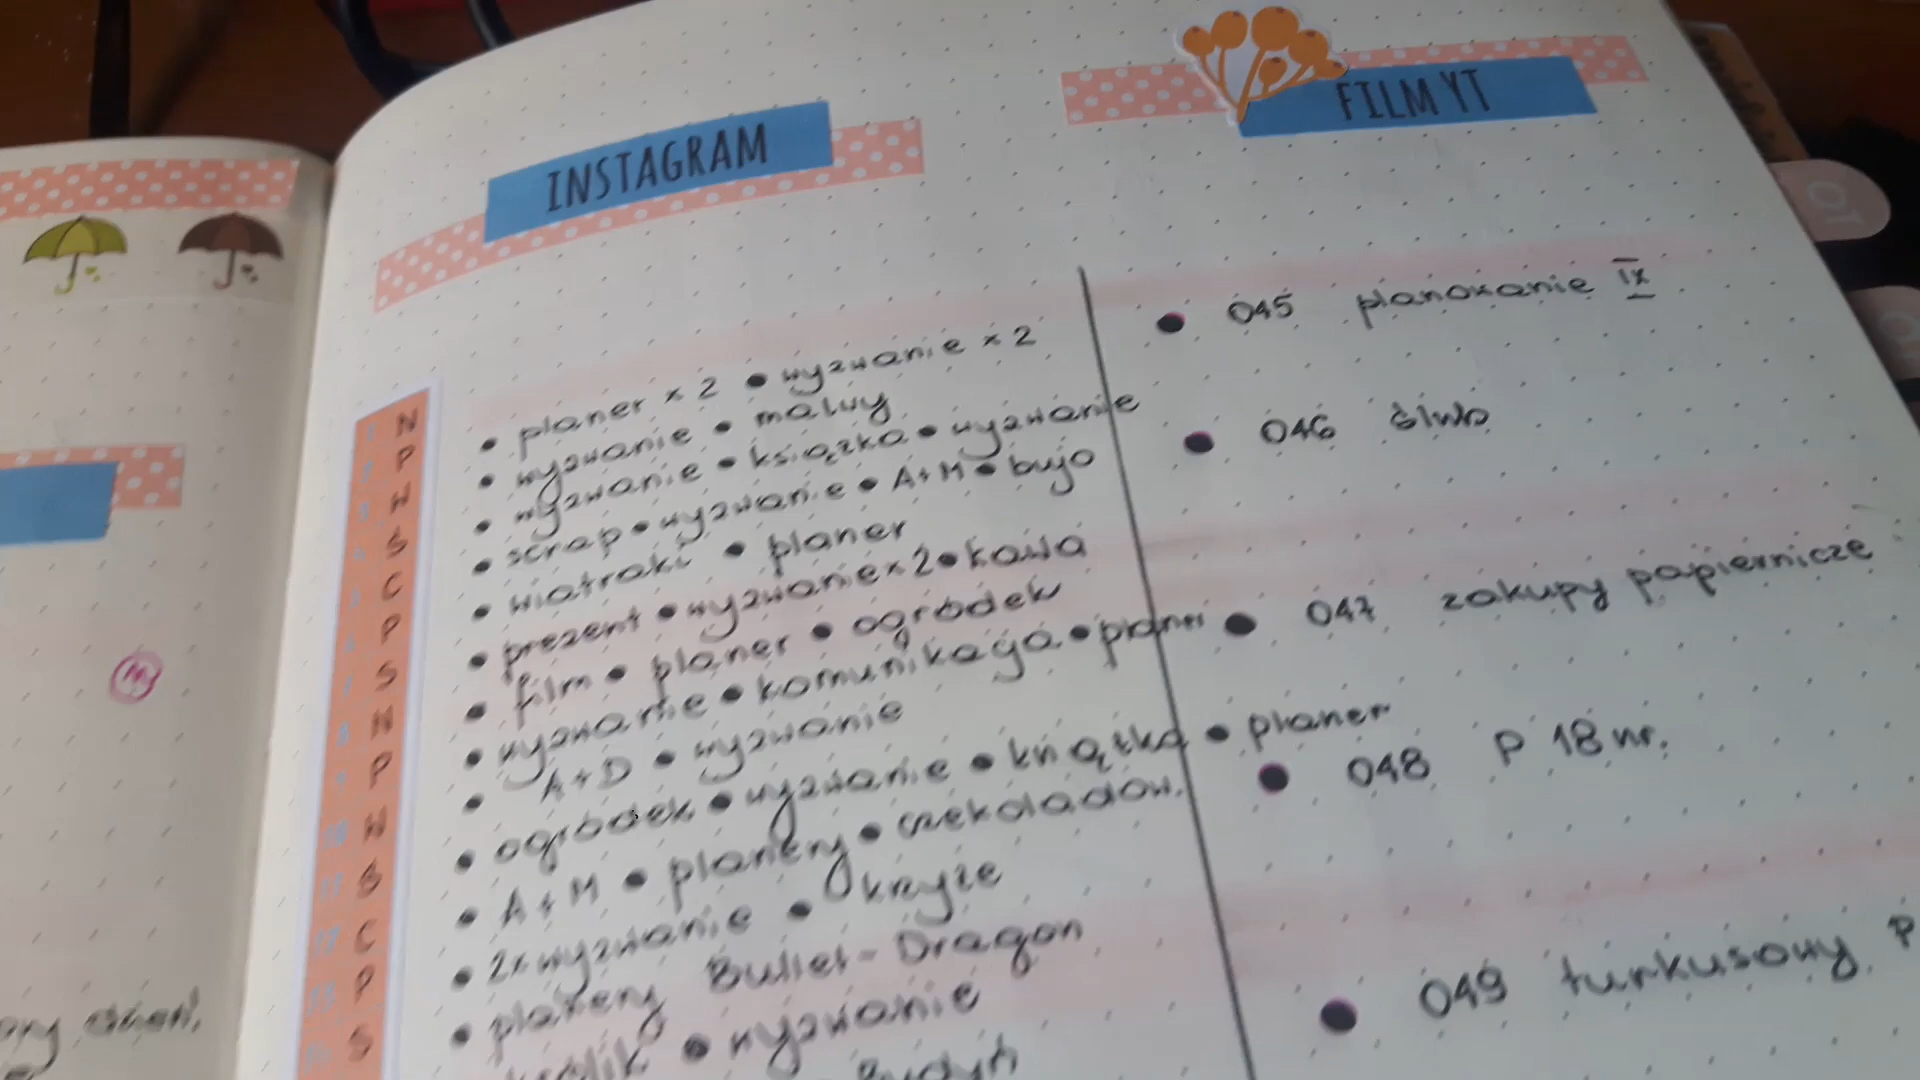 INSTAGRAM
FILM YT
N
P
W
Ś
C
P
S
N
P
W
Ś
C
P
S
• planer x 2 • wyzwanie x 2
• wyzwanie • malwy
• wyzwanie • książka • wyzwanie
• scrap • wyzwanie • A+M • bujo
• wiatraki • planer
• prezent • wyzwanie x 2 • kawa
• film • planer • ogródek
• wyzwanie • komunikacja • planer
• A+D • wyzwanie
• ogródek • wyzwanie • książka • planer
• A+M • planery • czekoladow.
• 2x wyzwanie • krzyże
• planery Bullet-Dragon
• wyzwanie
• 045 planowanie IX
• 046
• 047 zakupy papiernicze
• 048 P 18 nr.
• 049 turkusowy P
M